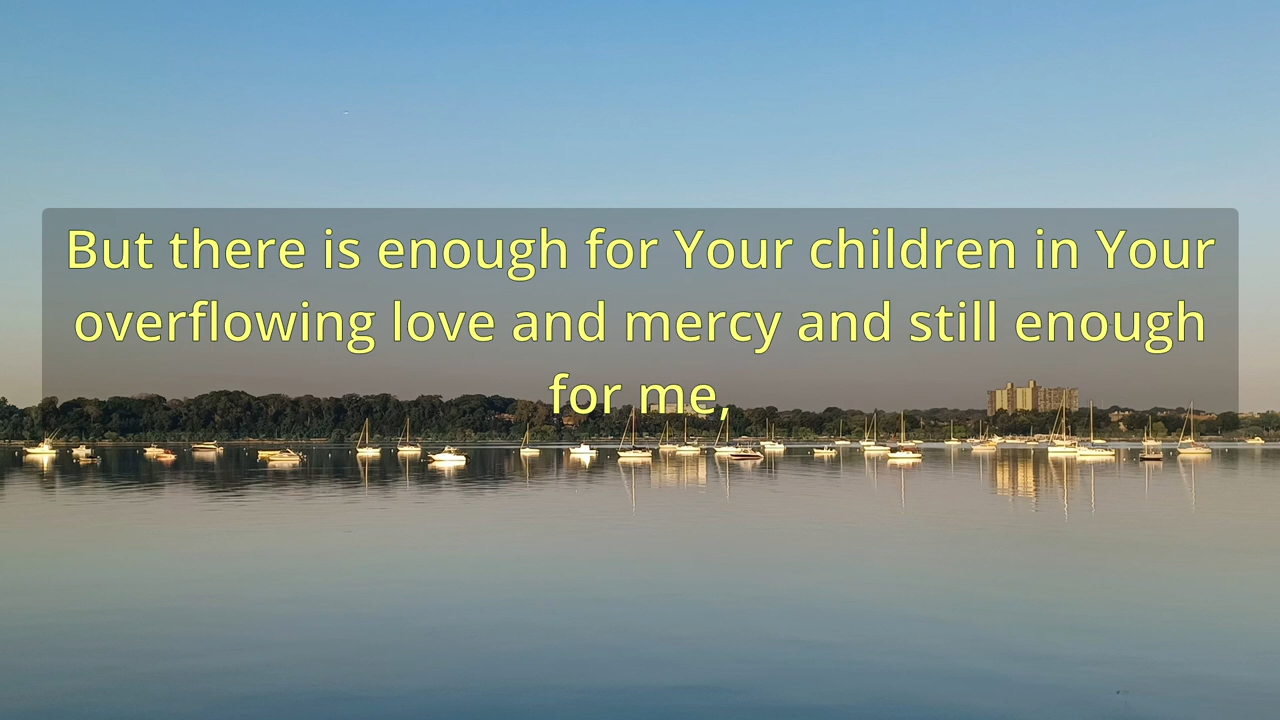 But there is enough for Your children in Your
overflowing love and mercy and still enough
for me,